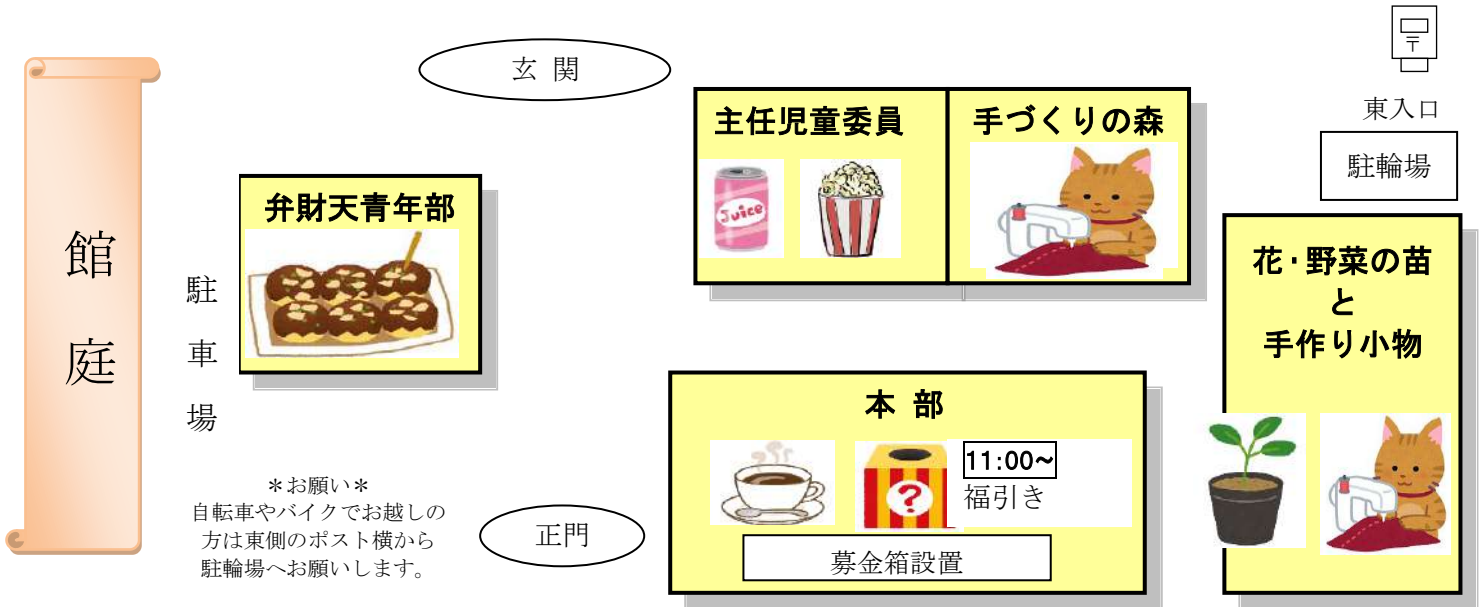 玄 関
〒
東入口
駐輪場
主任児童委員
手づくりの森
Juice
弁財天青年部
館
庭
駐
車
場
花・野菜の苗
と
手作り小物
本 部
11:00~
福引き
?
募金箱設置
正門
*お願い*
自転車やバイクでお越しの
方は東側のポスト横から
駐輪場へお願いします。